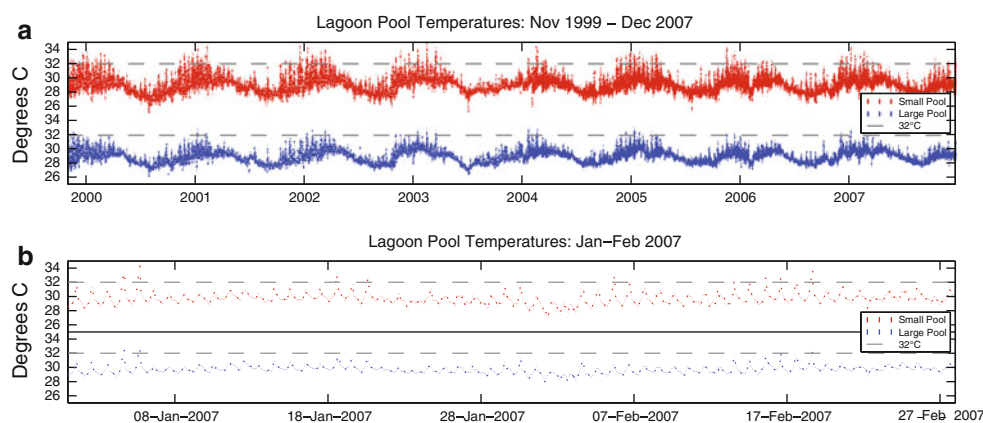 Lagoon Pool Temperatures: Nov 1999 – Dec 2007
a
Degrees C
34
32
30
28
26
34
32
30
28
26
Small Pool
Large Pool
32°C
2000 2001 2002 2003 2004 2005 2006 2007
Lagoon Pool Temperatures: Jan–Feb 2007
b
Degrees C
34
32
30
28
26
34
32
30
28
26
Small Pool
Large Pool
32°C
08–Jan–2007 18–Jan–2007 28–Jan–2007 07–Feb–2007 17–Feb–2007 27–Feb–2007